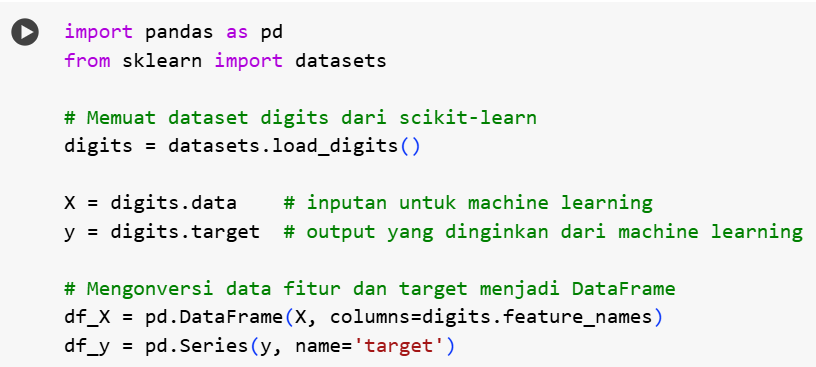 import pandas as pd
from sklearn import datasets
# Memuat dataset digits dari scikit-learn
digits = datasets.load_digits()
X = digits.data    # inputan untuk machine learning
y = digits.target  # output yang dinginkan dari machine learning
# Mengonversi data fitur dan target menjadi DataFrame
df_X = pd.DataFrame(X, columns=digits.feature_names)
df_y = pd.Series(y, name='target')